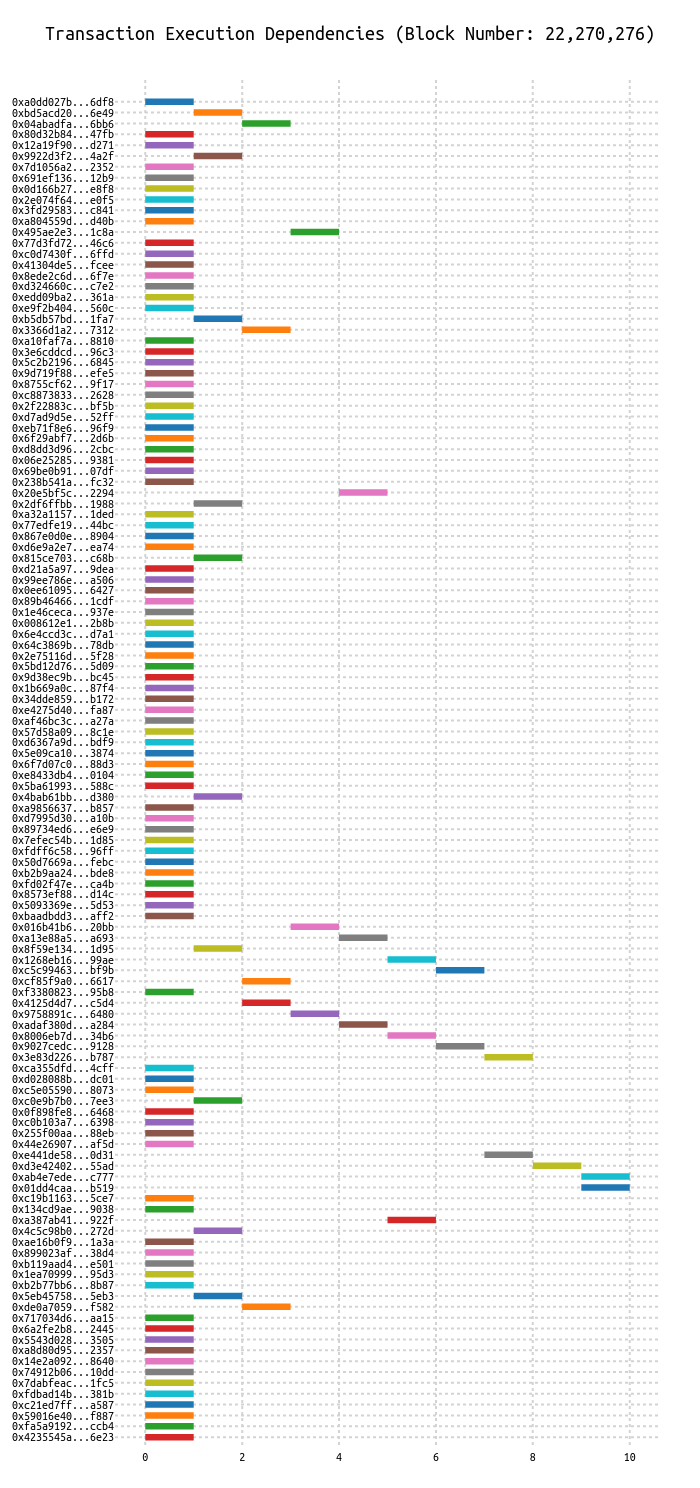 Transaction Execution Dependencies (Block Number: 22,270,276)
0xa0dd027b...6df8
0xbd5acd20...6e49
0x04abadfa...6bb6
0x80d32b84...47fb
0x12a19f90...d271
0x9922d3f2...4a2f
0x7d1056a2...2352
0x691ef136...12b9
0x0d166b27...e8f8
0x2e074f64...e0f5
0x3fd29583...c841
0xa804559d...d40b
0x495ae2e3...1c8a
0x77d3fd72...46c6
0xc0d7430f...6ffd
0x41304de5...fcee
0x8ede2c6d...6f7e
0xd324660c...c7e2
0xedd09ba2...361a
0xe9f2b404...560c
0xb5db57bd...1fa7
0x3366d1a2...7312
0xa10faf7a...8810
0x3e6cddcd...96c3
0x5c2b2196...6845
0x9d719f88...efe5
0x8755cf62...9f17
0xc8873833...2628
0x2f22883c...bf5b
0xd7ad9d5e...52ff
0xeb71f8e6...96f9
0x6f29abf7...2d6b
0xd8dd3d96...2cbc
0x06e25285...9381
0x69be0b91...07df
0x238b541a...fc32
0x20e5bf5c...2294
0x2df6ffbb...1988
0xa32a1157...1ded
0x77edfe19...44bc
0x867e0d0e...8904
0xd6e9a2e7...ea74
0x815ce703...c68b
0xd21a5a97...9dea
0x99ee786e...a506
0x0ee61095...6427
0x89b46466...1cdf
0x1e46ceca...937e
0x008612e1...2b8b
0x6e4ccd3c...d7a1
0x64c3869b...78db
0x2e75116d...5f28
0x5bd12d76...5d09
0x9d38ec9b...bc45
0x1b669a0c...87f4
0x34dde859...b172
0xe4275d40...fa87
0xaf46bc3c...a27a
0x57d58a09...8c1e
0xd6367a9d...bdf9
0x5e09ca10...3874
0x6f7d07c0...88d3
0xe8433db4...0104
0x5ba61993...588c
0x4bab61bb...d380
0xa9856637...b857
0xd7995d30...a10b
0x89734ed6...e6e9
0x7efec54b...1d85
0xfdff6c58...96ff
0x50d7669a...febc
0xb2b9aa24...bde8
0xfd02f47e...ca4b
0x8573ef88...d14c
0x5093369e...5d53
0xbaadbdd3...aff2
0x016b41b6...20bb
0xa13e88a5...a693
0x8f59e134...1d95
0x1268eb16...99ae
0xc5c99463...bf9b
0xcf85f9a0...6617
0xf3380823...95b8
0x4125d4d7...c5d4
0x9758891c...6480
0xadaf380d...a284
0x8006eb7d...34b6
0x9027cedc...9128
0x3e83d226...b787
0xca355dfd...4cff
0xd028088b...dc01
0xc5e05590...8073
0xc0e9b7b0...7ee3
0x0f898fe8...6468
0xc0b103a7...6398
0x255f00aa...88eb
0x44e26907...af5d
0xe441de58...0d31
0xd3e42402...55ad
0xab4e7ede...c777
0x01dd4caa...b519
0xc19b1163...5ce7
0x134cd9ae...9038
0xa387ab41...922f
0x4c5c98b0...272d
0xae16b0f9...1a3a
0x899023af...38d4
0xb119aad4...e501
0x1ea70999...95d3
0xb2b77bb6...8b87
0x5eb45758...5eb3
0xde0a7059...f582
0x717034d6...aa15
0x6a2fe2b8...2445
0x5543d028...3505
0xa8d80d95...2357
0x14e2a092...8640
0x74912b06...10dd
0x7dabfeac...1fc5
0xfdbad14b...381b
0xc21ed7ff...a587
0x59016e40...f887
0xfa5a9192...ccb4
0x4235545a...6e23
0 2 4 6 8 10